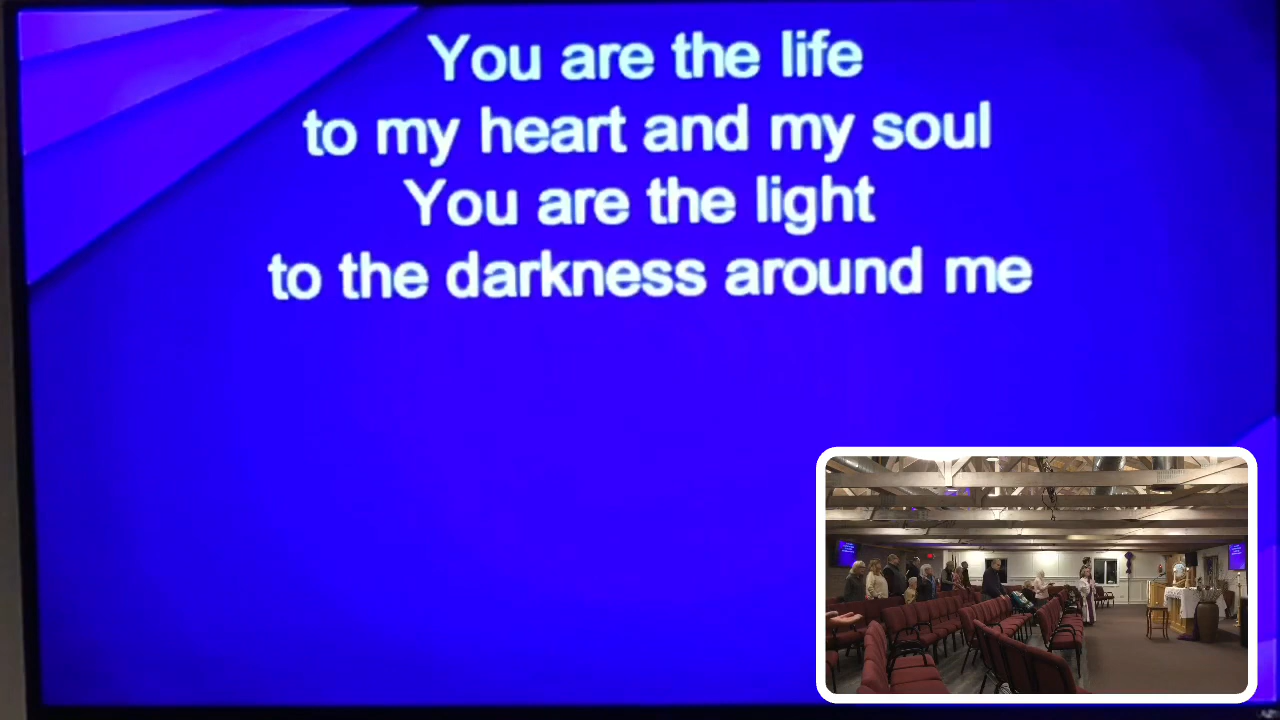 You are the life
to my heart and my soul
You are the light
to the darkness around me